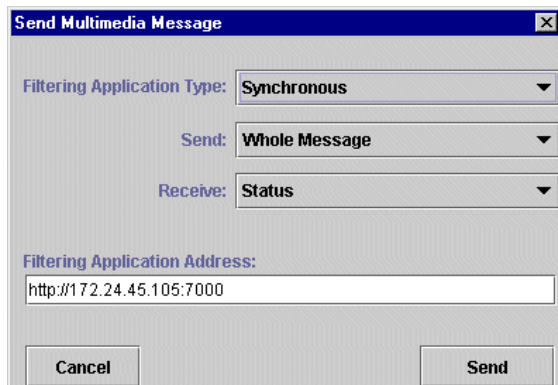 Send Multimedia Message
Filtering Application Type: Synchronous
Send: Whole Message
Receive: Status
Filtering Application Address:
http://172.24.45.105:7000
Cancel Send